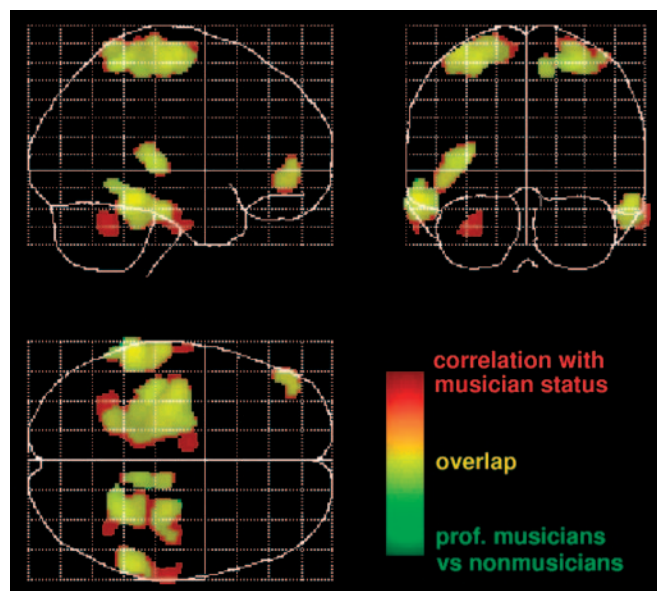 correlation with
musician status
overlap
prof. musicians
vs nonmusicians